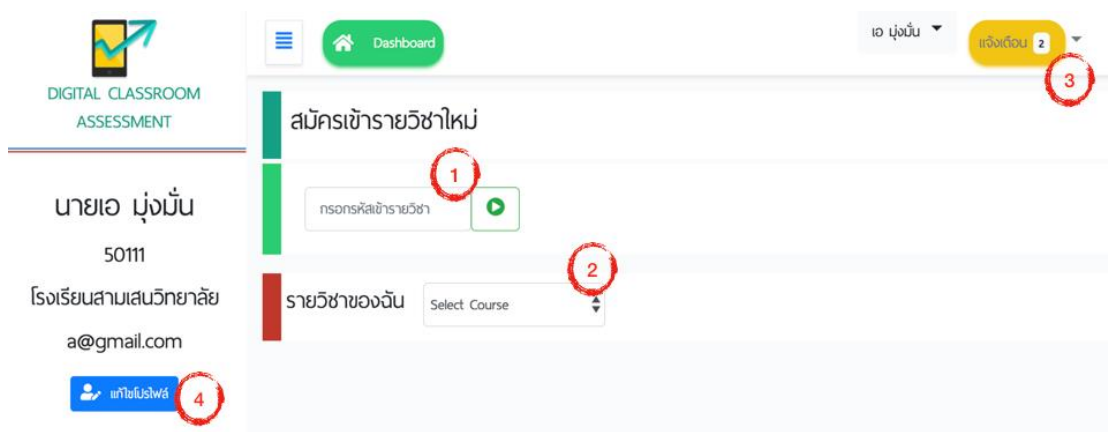 DIGITAL CLASSROOM
ASSESSMENT
นายเอ มุ่งมั่น
50111
โรงเรียนสามเสนวิทยาลัย
a@gmail.com
แก้ไขโปรไฟล์
4
Dashboard
เอ มุ่งมั่น
แจ้งเตือน 2
3
สมัครเข้ารายวิชาใหม่
1
กรอกรหัสเข้ารายวิชา
2
รายวิชาของฉัน
Select Course